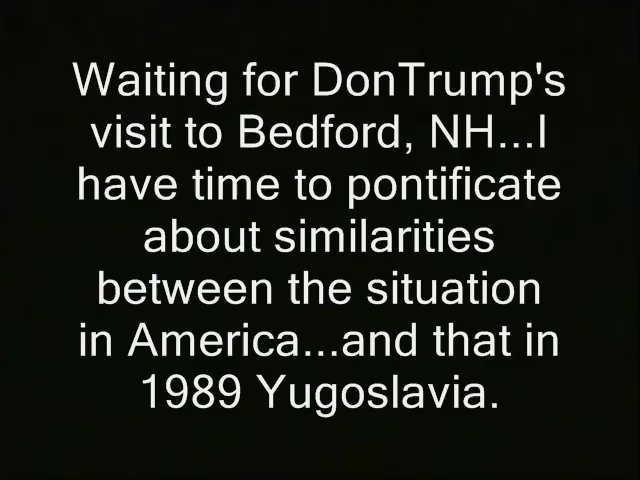 Waiting for DonTrump's
visit to Bedford, NH...I
have time to pontificate
about similarities
between the situation
in America...and that in
1989 Yugoslavia.